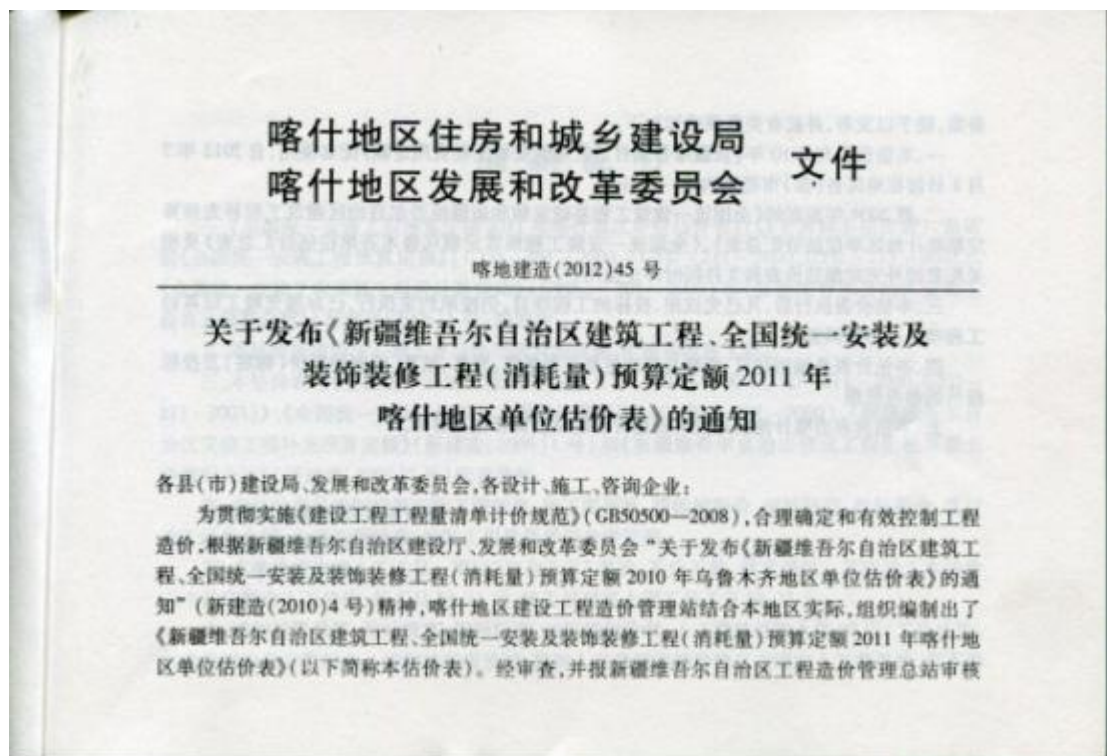 喀什地区住房和城乡建设局
喀什地区发展和改革委员会
文件
喀地建造(2012)45 号
关于发布《新疆维吾尔自治区建筑工程、全国统一安装及
装饰装修工程(消耗量)预算定额 2011 年
喀什地区单位估价表》的通知
各县(市)建设局、发展和改革委员会,各设计、施工、咨询企业:
为贯彻实施《建设工程工程量清单计价规范》(GB50500—2008),合理确定和有效控制工程
造价,根据新疆维吾尔自治区建设厅、发展和改革委员会“关于发布《新疆维吾尔自治区建筑工
程、全国统一安装及装饰装修工程(消耗量)预算定额 2010 年乌鲁木齐地区单位估价表》的通
知”(新建造(2010)4 号)精神,喀什地区建设工程造价管理站结合本地区实际,组织编制出了
《新疆维吾尔自治区建筑工程、全国统一安装及装饰装修工程(消耗量)预算定额 2011 年喀什地
区单位估价表》(以下简称本估价表)。经审查,并报新疆维吾尔自治区工程造价管理总站审核